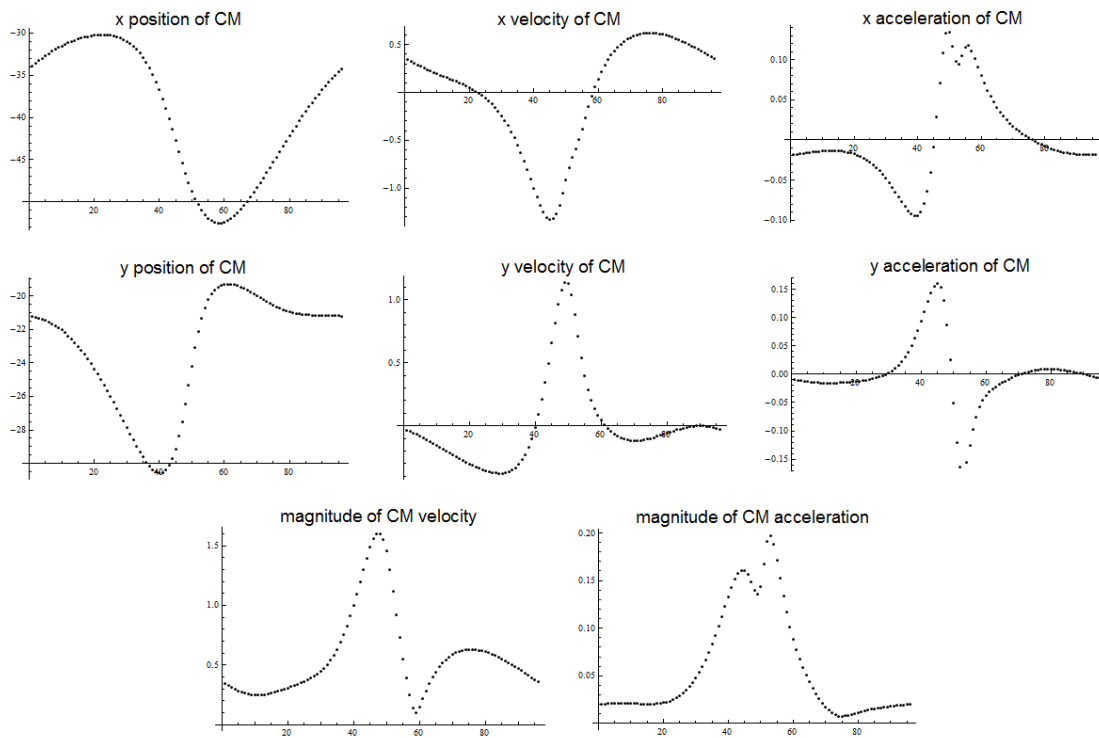 x position of CM
-30
-35
-40
-45
20 40 60 80
x velocity of CM
0.5
-0.5
-1.0
20 40 60 80
x acceleration of CM
0.10
0.05
-0.05
-0.10
20 40 60 80
y position of CM
-20
-22
-24
-26
-28
20 40 60 80
y velocity of CM
1.0
0.5
20 40 60 80
y acceleration of CM
0.15
0.10
0.05
0.00
-0.05
-0.10
-0.15
20 40 60 80
magnitude of CM velocity
1.5
1.0
0.5
20 40 60 80
magnitude of CM acceleration
0.20
0.15
0.10
0.05
20 40 60 80